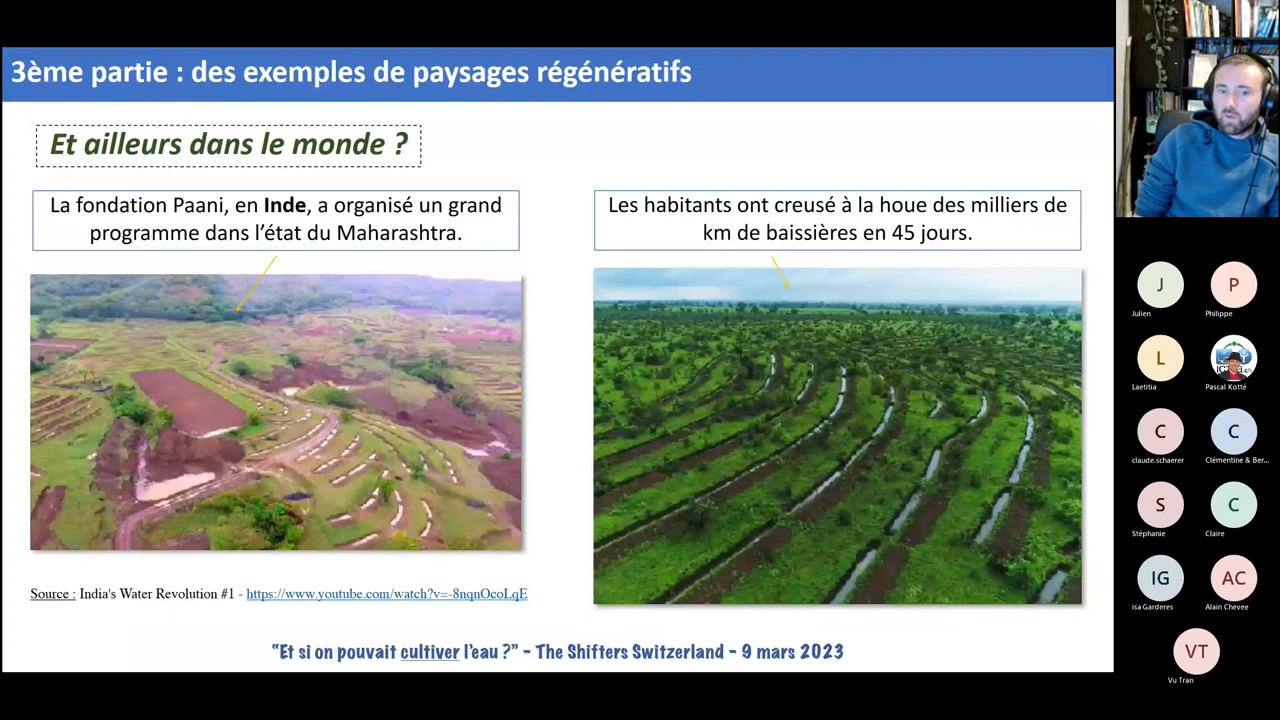 3ème partie : des exemples de paysages régénératifs
Et ailleurs dans le monde ?
La fondation Paani, en Inde, a organisé un grand
programme dans l'état du Maharashtra.
Les habitants ont creusé à la houe des milliers de
km de baissières en 45 jours.
Source : India's Water Revolution #1 - https://www.youtube.com/watch?v=-8nqnOcoLqE
"Et si on pouvait cultiver l'eau ?" - The Shifters Switzerland - 9 mars 2023
J
Julien
P
Philippe
L
Laetitia
Pascal Kotté
C
claude.schaerer
C
Clémentine & Ber...
S
Stéphanie
C
Claire
IG
isa Garderes
AC
Alain Chevee
VT
Vu Tran